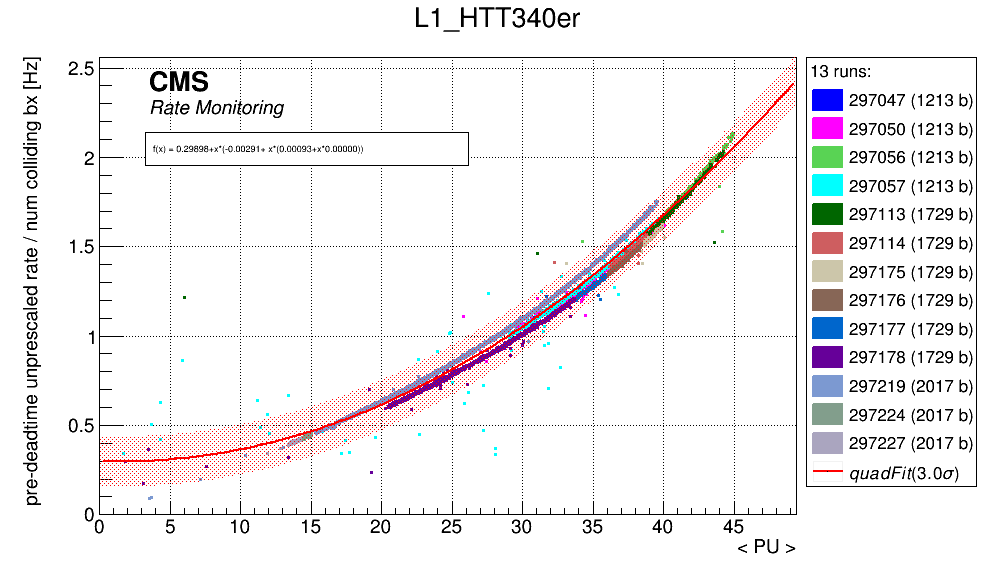 L1_HTT340er
pre-deadtime unprescaled rate / num colliding bx [Hz]
2.5
2
1.5
1
0.5
0
CMS
Rate Monitoring
f(x) = 0.29898+x*(-0.00291+ x*(0.00093+x*0.00000))
0 5 10 15 20 25 30 35 40 45
< PU >
13 runs:
297047 (1213 b)
297050 (1213 b)
297056 (1213 b)
297057 (1213 b)
297113 (1729 b)
297114 (1729 b)
297175 (1729 b)
297176 (1729 b)
297177 (1729 b)
297178 (1729 b)
297219 (2017 b)
297224 (2017 b)
297227 (2017 b)
quadFit(3.0σ)